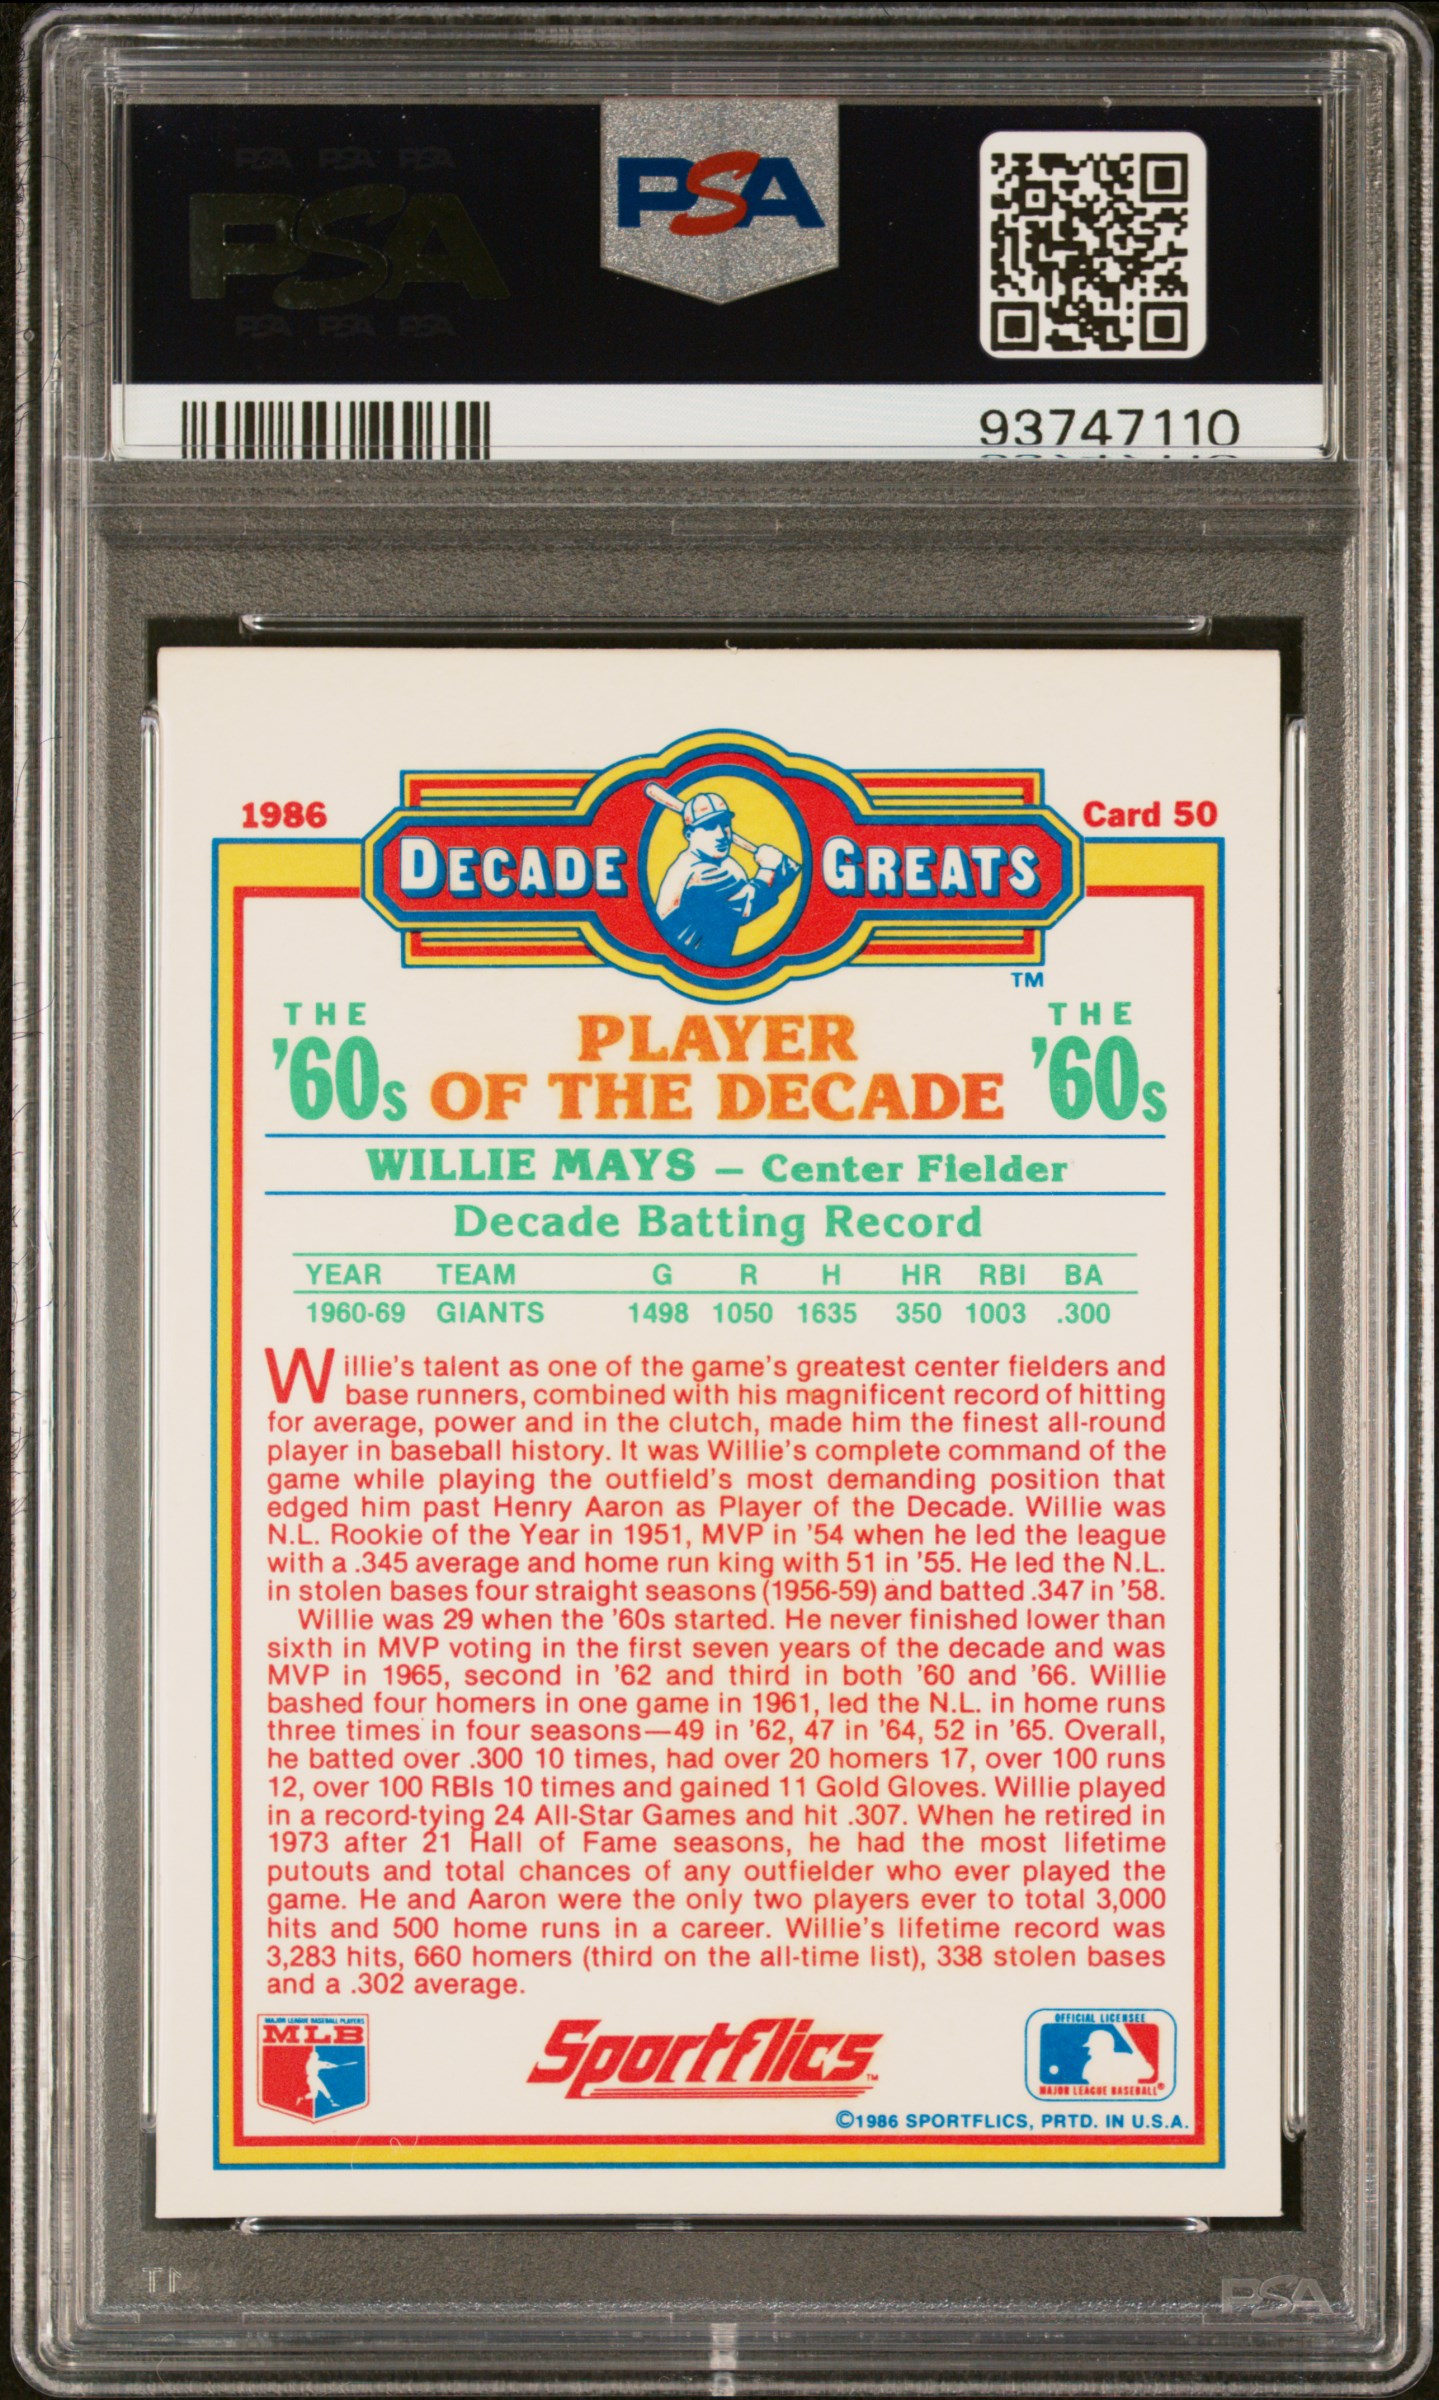 PSA PSA PSA
PSA
PSA
PSA PSA PSA
93747110
1986
Card 50
DECADE GREATS
TM
THE '60s
PLAYER
OF THE DECADE
THE '60s
WILLIE MAYS – Center Fielder
Decade Batting Record
YEAR TEAM G R H HR RBI BA
1960-69 GIANTS 1498 1050 1635 350 1003 .300
Willie's talent as one of the game's greatest center fielders and
base runners, combined with his magnificent record of hitting
for average, power and in the clutch, made him the finest all-round
player in baseball history. It was Willie's complete command of the
game while playing the outfield's most demanding position that
edged him past Henry Aaron as Player of the Decade. Willie was
N.L. Rookie of the Year in 1951, MVP in '54 when he led the league
with a .345 average and home run king with 51 in '55. He led the N.L.
in stolen bases four straight seasons (1956-59) and batted .347 in '58.
Willie was 29 when the '60s started. He never finished lower than
sixth in MVP voting in the first seven years of the decade and was
MVP in 1965, second in '62 and third in both '60 and '66. Willie
bashed four homers in one game in 1961, led the N.L. in home runs
three times in four seasons—49 in '62, 47 in '64, 52 in '65. Overall,
he batted over .300 10 times, had over 20 homers 17, over 100 runs
12, over 100 RBIs 10 times and gained 11 Gold Gloves. Willie played
in a record-tying 24 All-Star Games and hit .307. When he retired in
1973 after 21 Hall of Fame seasons, he had the most lifetime
putouts and total chances of any outfielder who ever played the
game. He and Aaron were the only two players ever to total 3,000
hits and 500 home runs in a career. Willie's lifetime record was
3,283 hits, 660 homers (third on the all-time list), 338 stolen bases
and a .302 average.
MAJOR LEAGUE BASEBALL PLAYERS
MLB
Sportflics TM
OFFICIAL LICENSEE
MAJOR LEAGUE BASEBALL®
©1986 SPORTFLICS, PRTD. IN U.S.A.
PSA